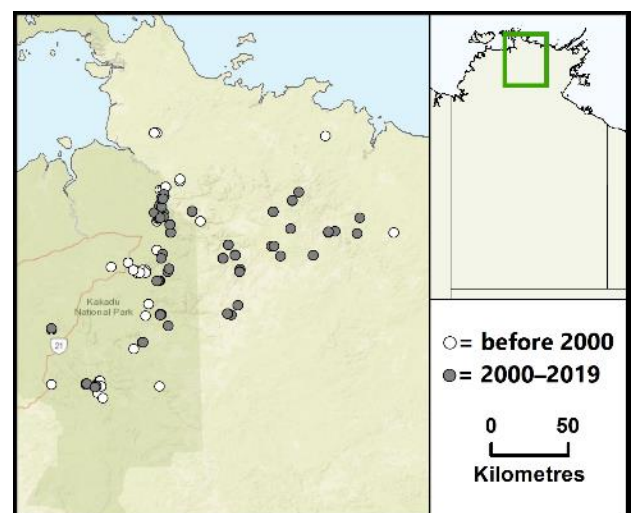 Kakadu
National Park
21
○= before 2000
●= 2000–2019
0 50
Kilometres